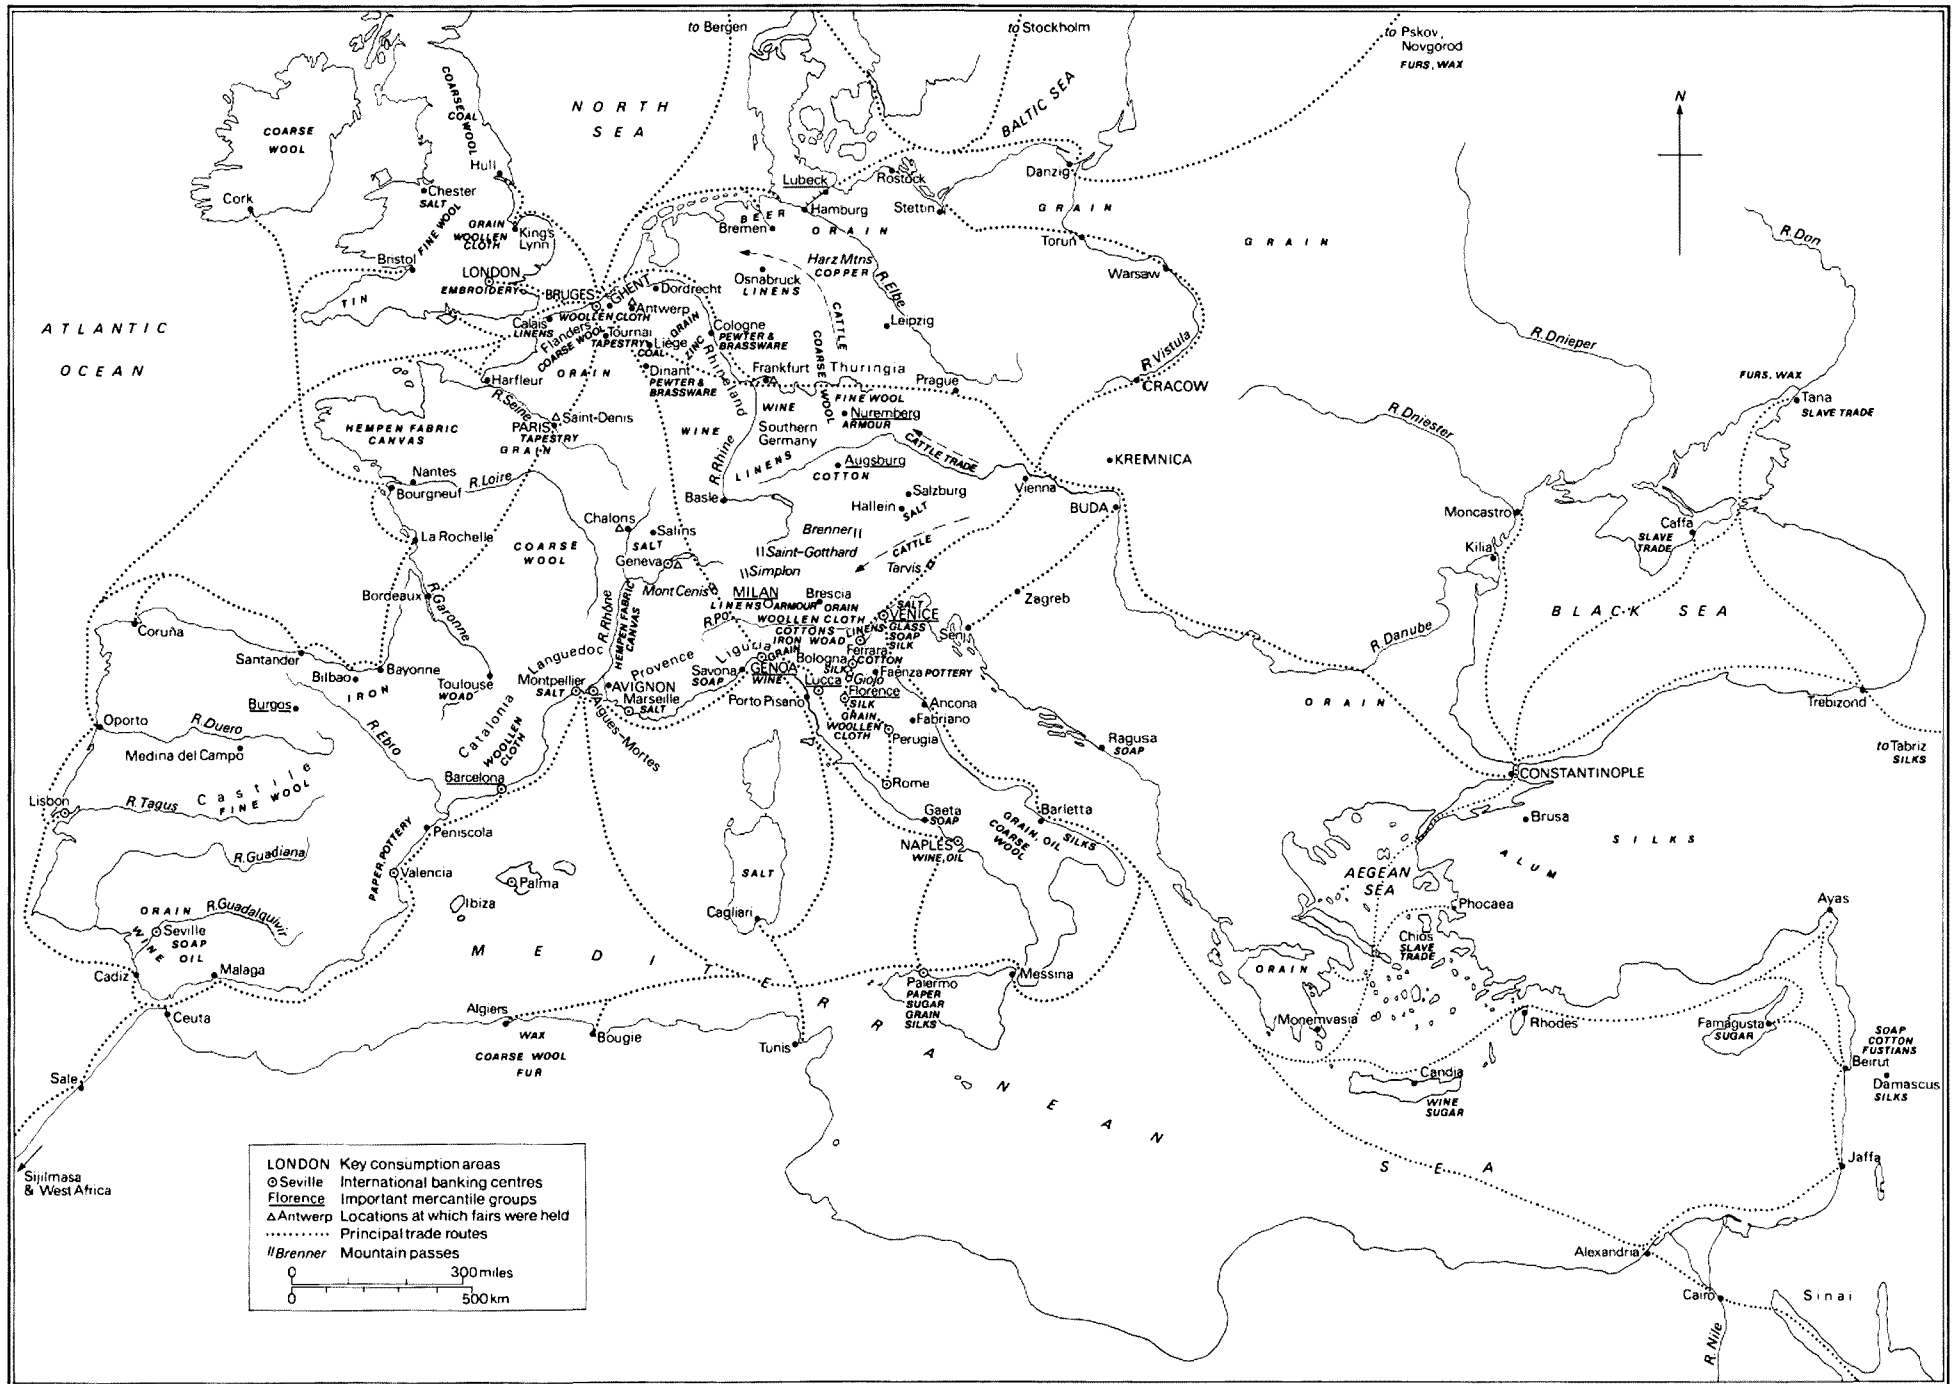 to Bergen
to Stockholm
to Pskov,
Novgorod
FURS, WAX
N
NORTH
SEA
BALTIC SEA
COARSE
WOOL
COARSE WOOL
COAL
Hull
Cork
Chester
SALT
FINE WOOL
GRAIN
WOOLLEN
CLOTH
King's
Lynn
Bristol
LONDON
EMBROIDERY
TIN
Lubeck
Rostock
Danzig
Hamburg
Stettin
BEER
Bremen
GRAIN
GRAIN
Torun
GRAIN
Warsaw
R. Don
Harz Mtns
COPPER
Osnabruck
LINENS
R. Elbe
CATTLE
Leipzig
ATLANTIC
OCEAN
BRUGES
GHENT
Dordrecht
Antwerp
WOOLLEN CLOTH
Calais
LINENS
Flanders
COARSE WOOL
Tournai
TAPESTRY
GRAIN
Liège
COAL
ZINC
Cologne
PEWTER &
BRASSWARE
Rhineland
COARSE WOOL
R. Vistula
R. Dnieper
Harfleur
GRAIN
Dinant
PEWTER &
BRASSWARE
Frankfurt
Thuringia
Prague
CRACOW
FURS, WAX
Tana
SLAVE TRADE
R. Seine
Saint-Denis
PARIS
TAPESTRY
GRAIN
HEMPEN FABRIC
CANVAS
WINE
WINE
FINE WOOL
Nuremberg
ARMOUR
Southern
Germany
R. Dniester
R. Rhine
LINENS
Augsburg
COTTON
CATTLE TRADE
KREMNICA
Nantes
Bourgneuf
R. Loire
Basle
Salzburg
Hallein
SALT
Vienna
BUDA
Moncastro
Caffa
SLAVE
TRADE
Kilia
La Rochelle
COARSE
WOOL
Chalons
Salins
SALT
Geneva
Brenner
Saint-Gotthard
Simplon
Mont Cenis
CATTLE
Tarvis
Zagreb
Bordeaux
R. Garonne
R. Rhône
HEMPEN FABRIC
CANVAS
MILAN
Brescia
LINENS
ARMOUR
GRAIN
WOOLLEN CLOTH
COTTONS
IRON WOAD
LINENS
R. Po
SALT
VENICE
GLASS
SOAP
SILK
Senj
BLACK SEA
R. Danube
Coruña
Santander
Bilbao
Bayonne
IRON
Toulouse
WOAD
Languedoc
Provence
Liguria
GRAIN
Savona
SOAP
GENOA
WINE
Bologna
SILK
Ferrara
COTTON
Giojo
Faenza POTTERY
Lucca
Florence
SILK
GRAIN
WOOLLEN
CLOTH
Porto Pisano
Ancona
Fabriano
Perugia
Montpellier
SALT
AVIGNON
Marseille
SALT
Aigues-Mortes
Burgos
Oporto
R. Duero
Medina del Campo
R. Ebro
Catalonia
WOOLLEN
CLOTH
Barcelona
Castile
FINE WOOL
Lisbon
R. Tagus
Peniscola
PAPER, POTTERY
R. Guadiana
Valencia
Palma
Ibiza
GRAIN
R. Guadalquivir
Seville
SOAP
OIL
WINE
Cadiz
Malaga
Ceuta
Sale
Sijilmasa
& West Africa
Algiers
WAX
COARSE WOOL
FUR
Bougie
Tunis
SALT
Cagliari
Rome
Gaeta
SOAP
NAPLES
WINE, OIL
Barletta
GRAIN, OIL
COARSE
WOOL
SILKS
Ragusa
SOAP
GRAIN
Trebizond
to Tabriz
SILKS
CONSTANTINOPLE
Brusa
SILKS
ALUM
AEGEAN
SEA
Phocaea
Chios
SLAVE
TRADE
GRAIN
Monemvasia
Rhodes
Candia
WINE
SUGAR
Palermo
PAPER
SUGAR
GRAIN
SILKS
Messina
MEDITERRANEAN
SEA
Ayas
Famagusta
SUGAR
SOAP
COTTON
FUSTIANS
Beirut
Damascus
SILKS
Jaffa
Alexandria
Cairo
Sinai
R. Nile
LONDON Key consumption areas
Seville International banking centres
Florence Important mercantile groups
Antwerp Locations at which fairs were held
Principal trade routes
Brenner Mountain passes
0 300 miles
0 500 km